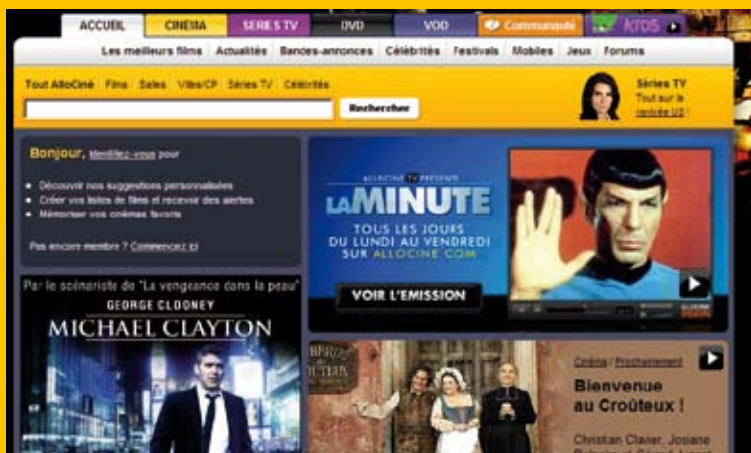 ACCUEIL CINÉMA SERIES TV DVD VOD Communauté KIDS
Les meilleurs films Actualités Bandes-annonces Célébrités Festivals Mobiles Jeux Forums
Tout AlloCiné Films Salles Villes/CP Séries TV Célébrités
Rechercher
Séries TV
Tout sur la
rentrée US !
Bonjour, Identifiez-vous pour
Découvrir nos suggestions personnalisées
Créer vos listes de films et recevoir des alertes
Mémoriser vos cinémas favoris
Pas encore membre ? Commencez ici
ALLOCINE TV PRESENTE
LA MINUTE
TOUS LES JOURS
DU LUNDI AU VENDREDI
SUR ALLOCINE.COM
VOIR L'EMISSION
Par le scénariste de "La vengeance dans la peau"
GEORGE CLOONEY
MICHAEL CLAYTON
Cinéma / Prochainement
Bienvenue
au Croûteux !
Christian Clavier, Josiane